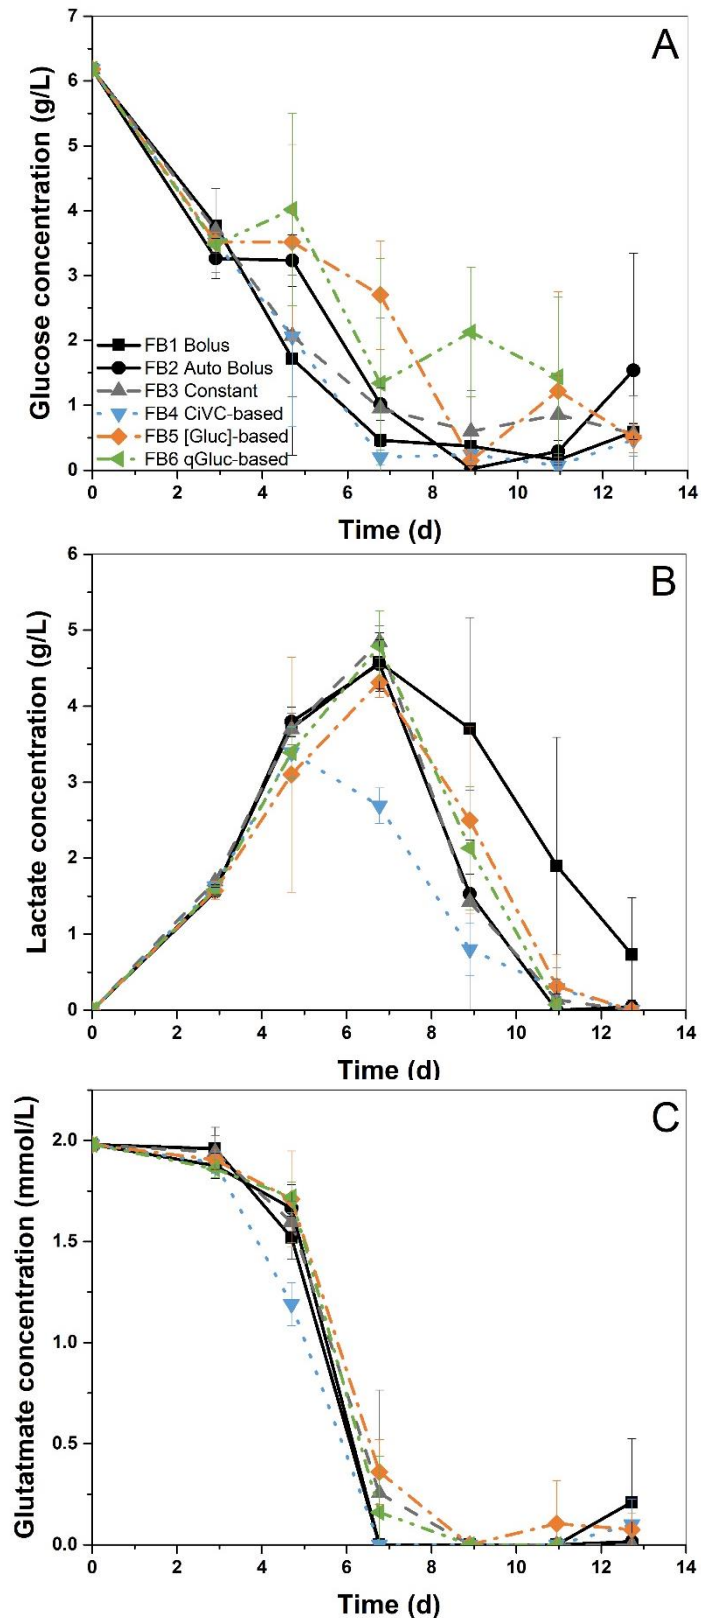 A
Glucose concentration (g/L)
7
6
5
4
3
2
1
0
FB1 Bolus
FB2 Auto Bolus
FB3 Constant
FB4 CiVC-based
FB5 [Gluc]-based
FB6 qGluc-based
0 2 4 6 8 10 12 14
Time (d)
B
Lactate concentration (g/L)
6
5
4
3
2
1
0
0 2 4 6 8 10 12 14
Time (d)
C
Glutatmate concentration (mmol/L)
2.0
1.5
1.0
0.5
0.0
0 2 4 6 8 10 12 14
Time (d)